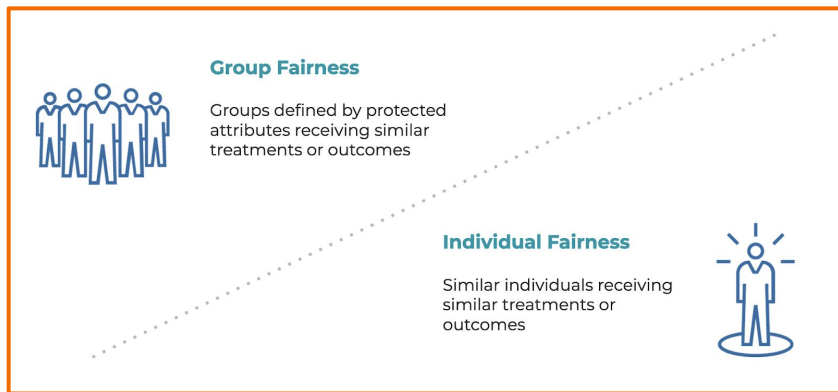 Group Fairness
Groups defined by protected
attributes receiving similar
treatments or outcomes
Individual Fairness
Similar individuals receiving
similar treatments or
outcomes